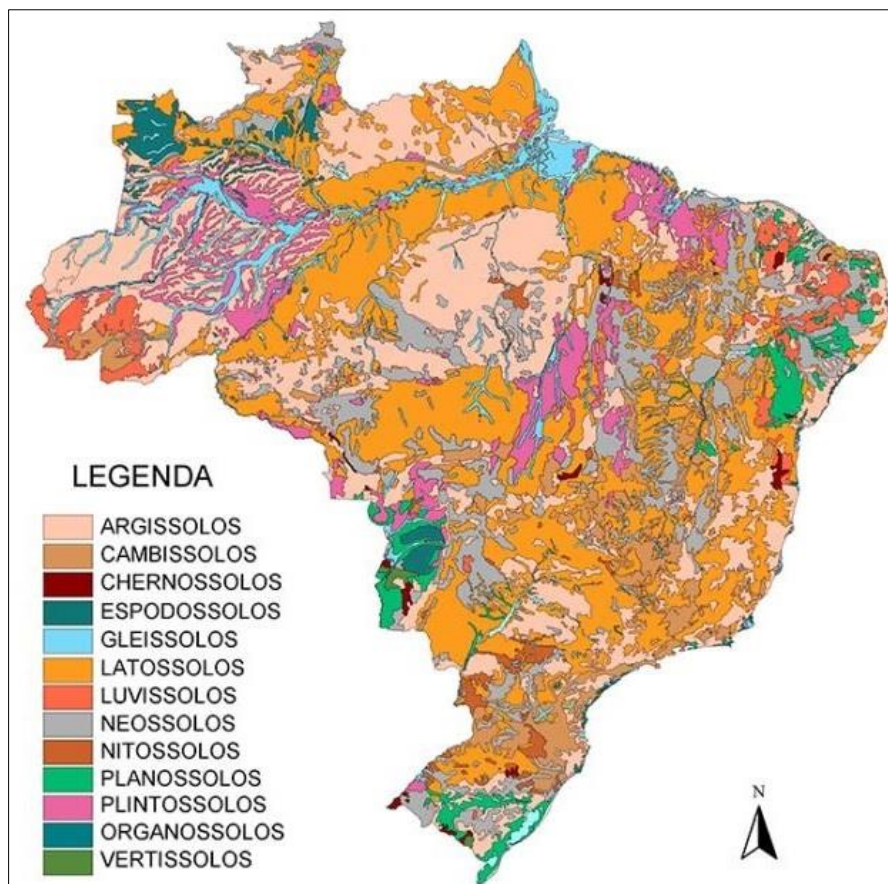 LEGENDA
ARGISSOLOS
CAMBISSOLOS
CHERNOSSOLOS
ESPODOSSOLOS
GLEISSOLOS
LATOSSOLOS
LUVISSOLOS
NEOSSOLOS
NITOSSOLOS
PLANOSSOLOS
PLINTOSSOLOS
ORGANOSSOLOS
VERTISSOLOS
N